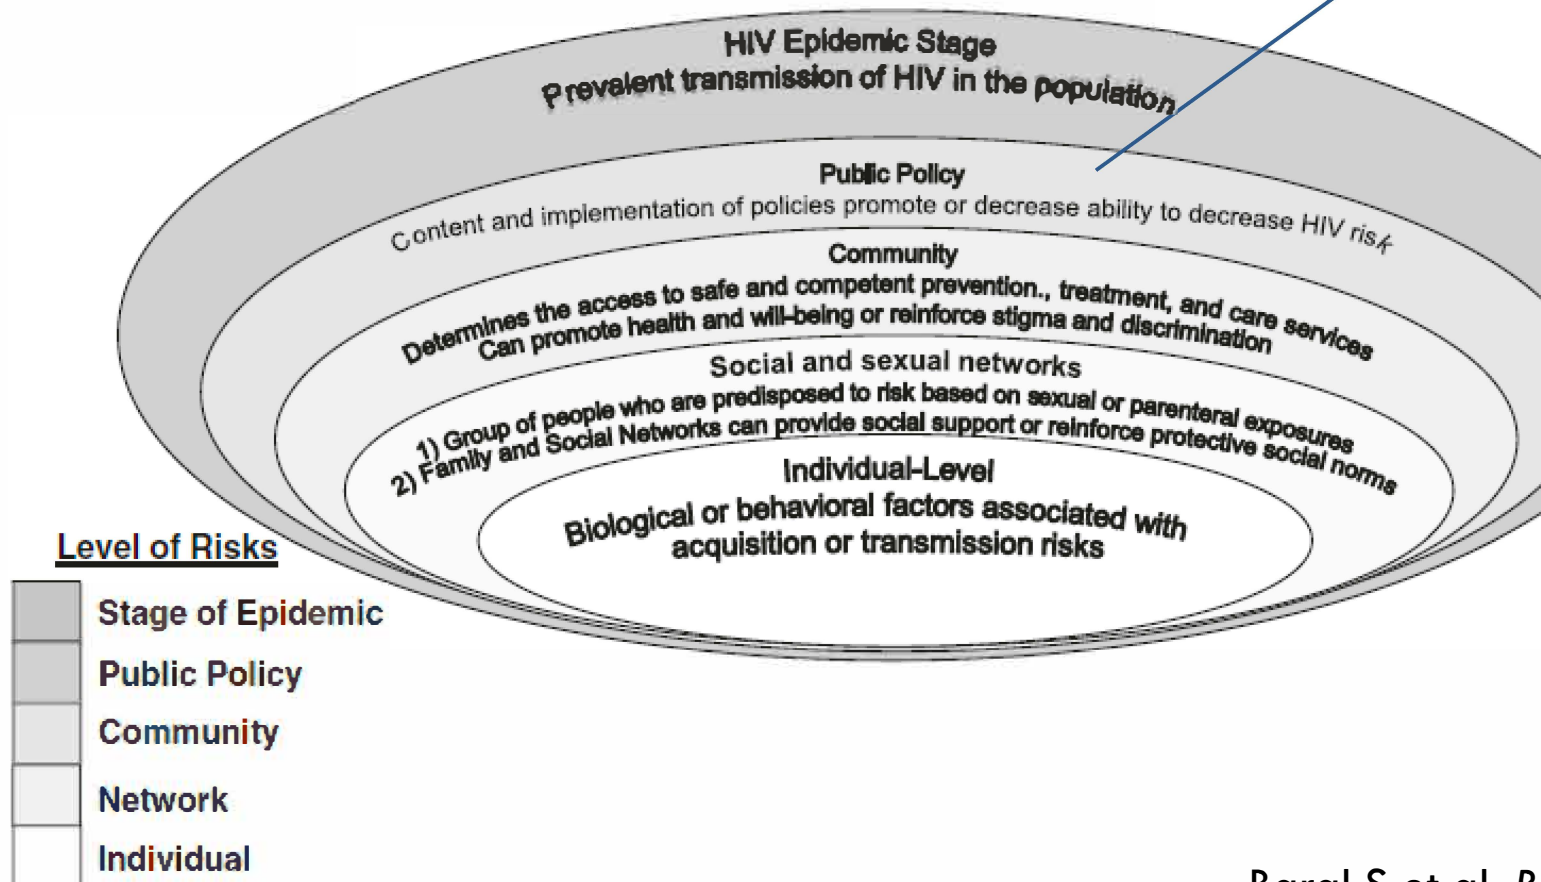 HIV Epidemic Stage
Prevalent transmission of HIV in the population
Public Policy
Content and implementation of policies promote or decrease ability to decrease HIV risk
Community
Determines the access to safe and competent prevention., treatment, and care services
Can promote health and will-being or reinforce stigma and discrimination
Social and sexual networks
1) Group of people who are predisposed to risk based on sexual or parenteral exposures
2) Family and Social Networks can provide social support or reinforce protective social norms
Individual-Level
Biological or behavioral factors associated with
acquisition or transmission risks
Level of Risks
Stage of Epidemic
Public Policy
Community
Network
Individual